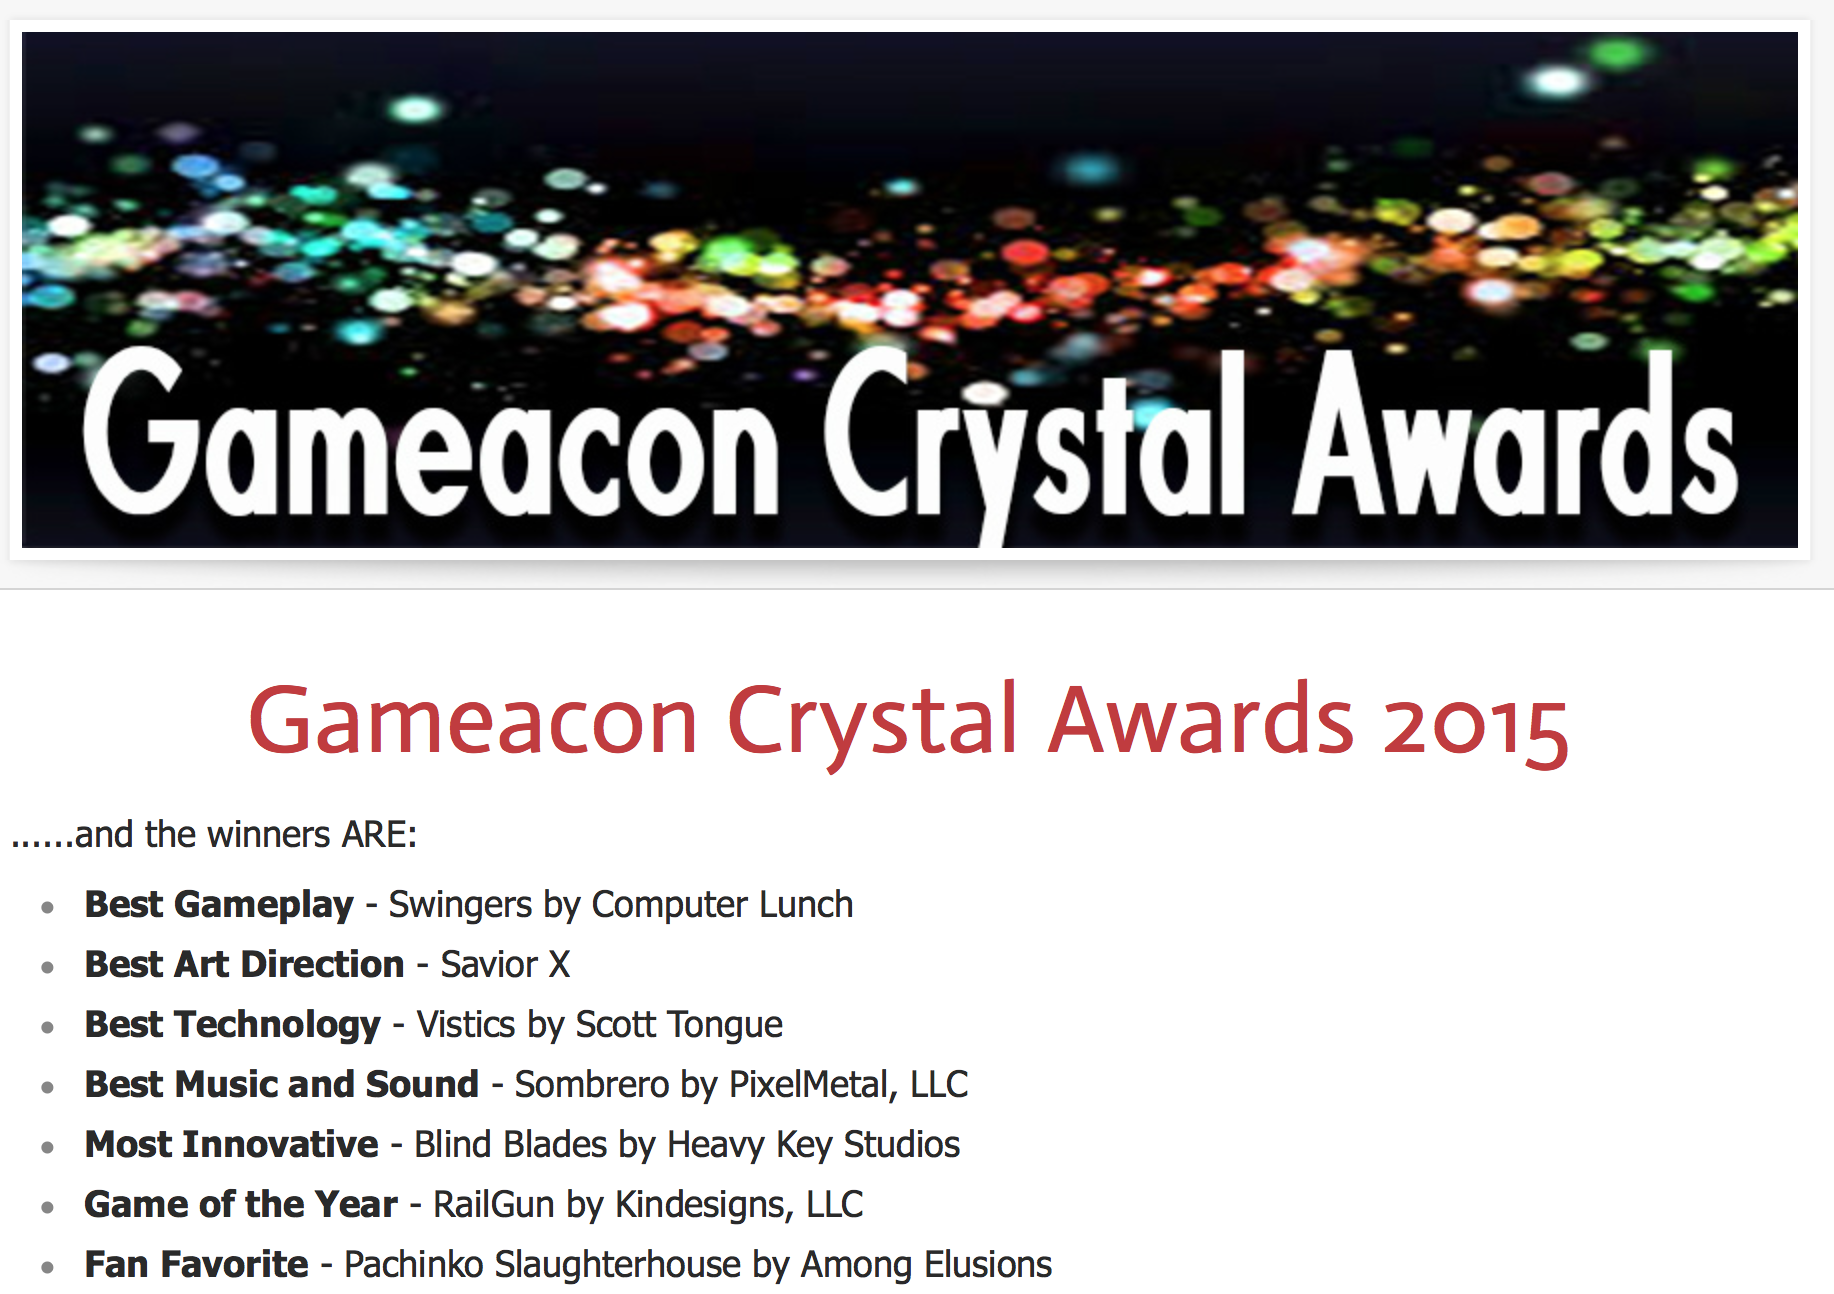 Gameacon Crystal Awards
Gameacon Crystal Awards 2015
......and the winners ARE:
Best Gameplay - Swingers by Computer Lunch
Best Art Direction - Savior X
Best Technology - Vistics by Scott Tongue
Best Music and Sound - Sombrero by PixelMetal, LLC
Most Innovative - Blind Blades by Heavy Key Studios
Game of the Year - RailGun by Kindesigns, LLC
Fan Favorite - Pachinko Slaughterhouse by Among Elusions